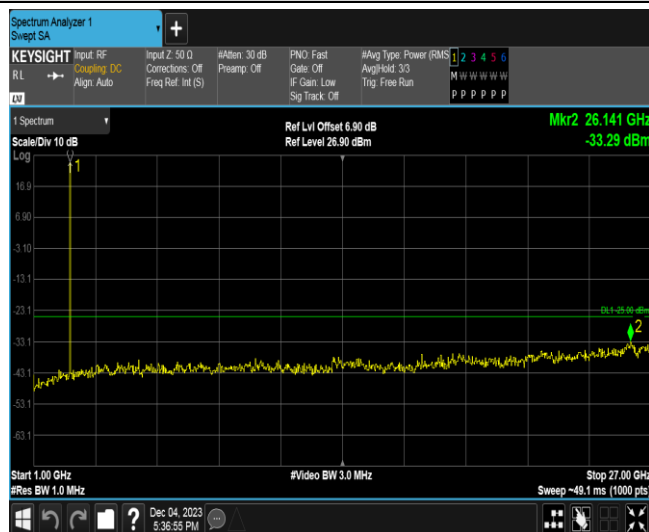 Spectrum Analyzer 1
Swept SA
+
KEYSIGHT Input: RF Input Z: 50 Ω #Atten: 30 dB PNO: Fast #Avg Type: Power (RMS 1 2 3 4 5 6
RL Coupling: DC Corrections: Off Preamp: Off Gate: Off Avg|Hold: 3/3 M W W W W W
Align: Auto Freq Ref: Int (S) IF Gain: Low Trig: Free Run
Sig Track: Off P P P P P P
LXI
1 Spectrum Ref Lvl Offset 6.90 dB Mkr2 26.141 GHz
Scale/Div 10 dB Ref Level 26.90 dBm -33.29 dBm
Log
1
16.9
6.90
-3.10
-13.1
-23.1
DL1 -25.00 dBm
2
-33.1
-43.1
-53.1
-63.1
Start 1.00 GHz #Video BW 3.0 MHz Stop 27.00 GHz
#Res BW 1.0 MHz Sweep ~49.1 ms (1000 pts)
? Dec 04, 2023
5:36:55 PM